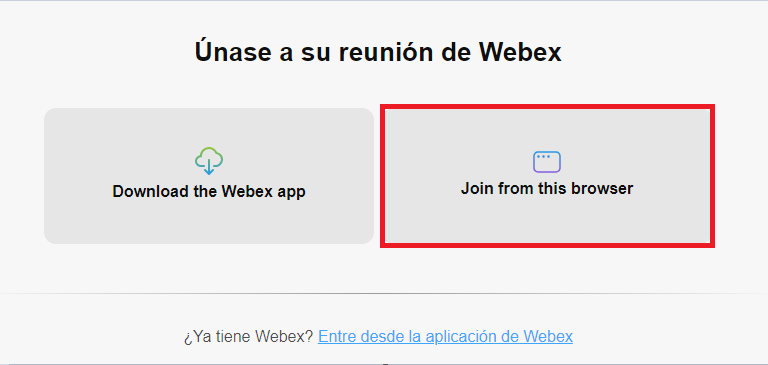 Únase a su reunión de Webex
Download the Webex app
Join from this browser
¿Ya tiene Webex? Entre desde la aplicación de Webex